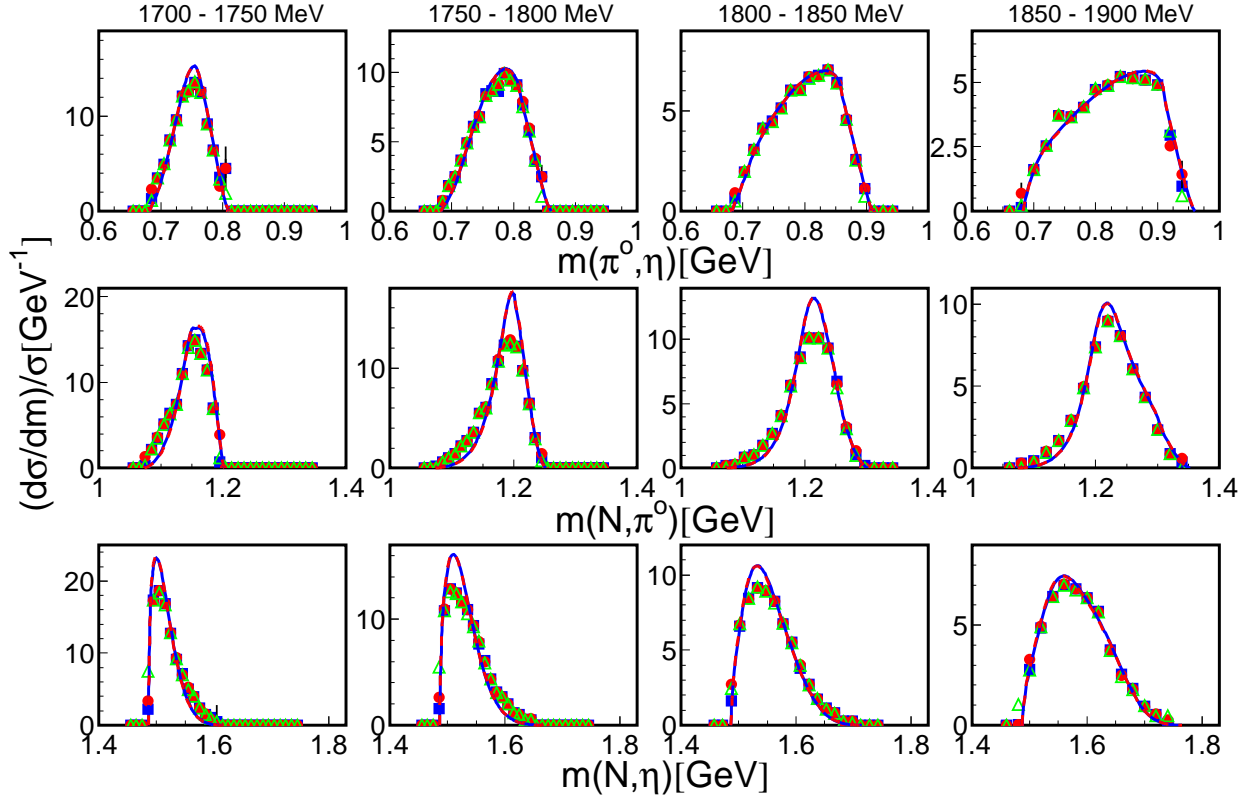 1700 - 1750 MeV 1750 - 1800 MeV 1800 - 1850 MeV 1850 - 1900 MeV
10 0 10 5 0 5 0 5 2.5 0
0.6 0.7 0.8 0.9 1 0.6 0.7 0.8 0.9 1 0.6 0.7 0.8 0.9 1 0.6 0.7 0.8 0.9 1
m(π⁰,η)[GeV]
(dσ/dm)/σ[GeV⁻¹]
20 10 0 10 0 10 5 0 10 5 0
1 1.2 1.4 1 1.2 1.4 1 1.2 1.4 1 1.2 1.4
m(N,π⁰)[GeV]
20 10 0 10 0 10 5 0 5 0
1.4 1.6 1.8 1.4 1.6 1.8 1.4 1.6 1.8 1.4 1.6 1.8
m(N,η)[GeV]